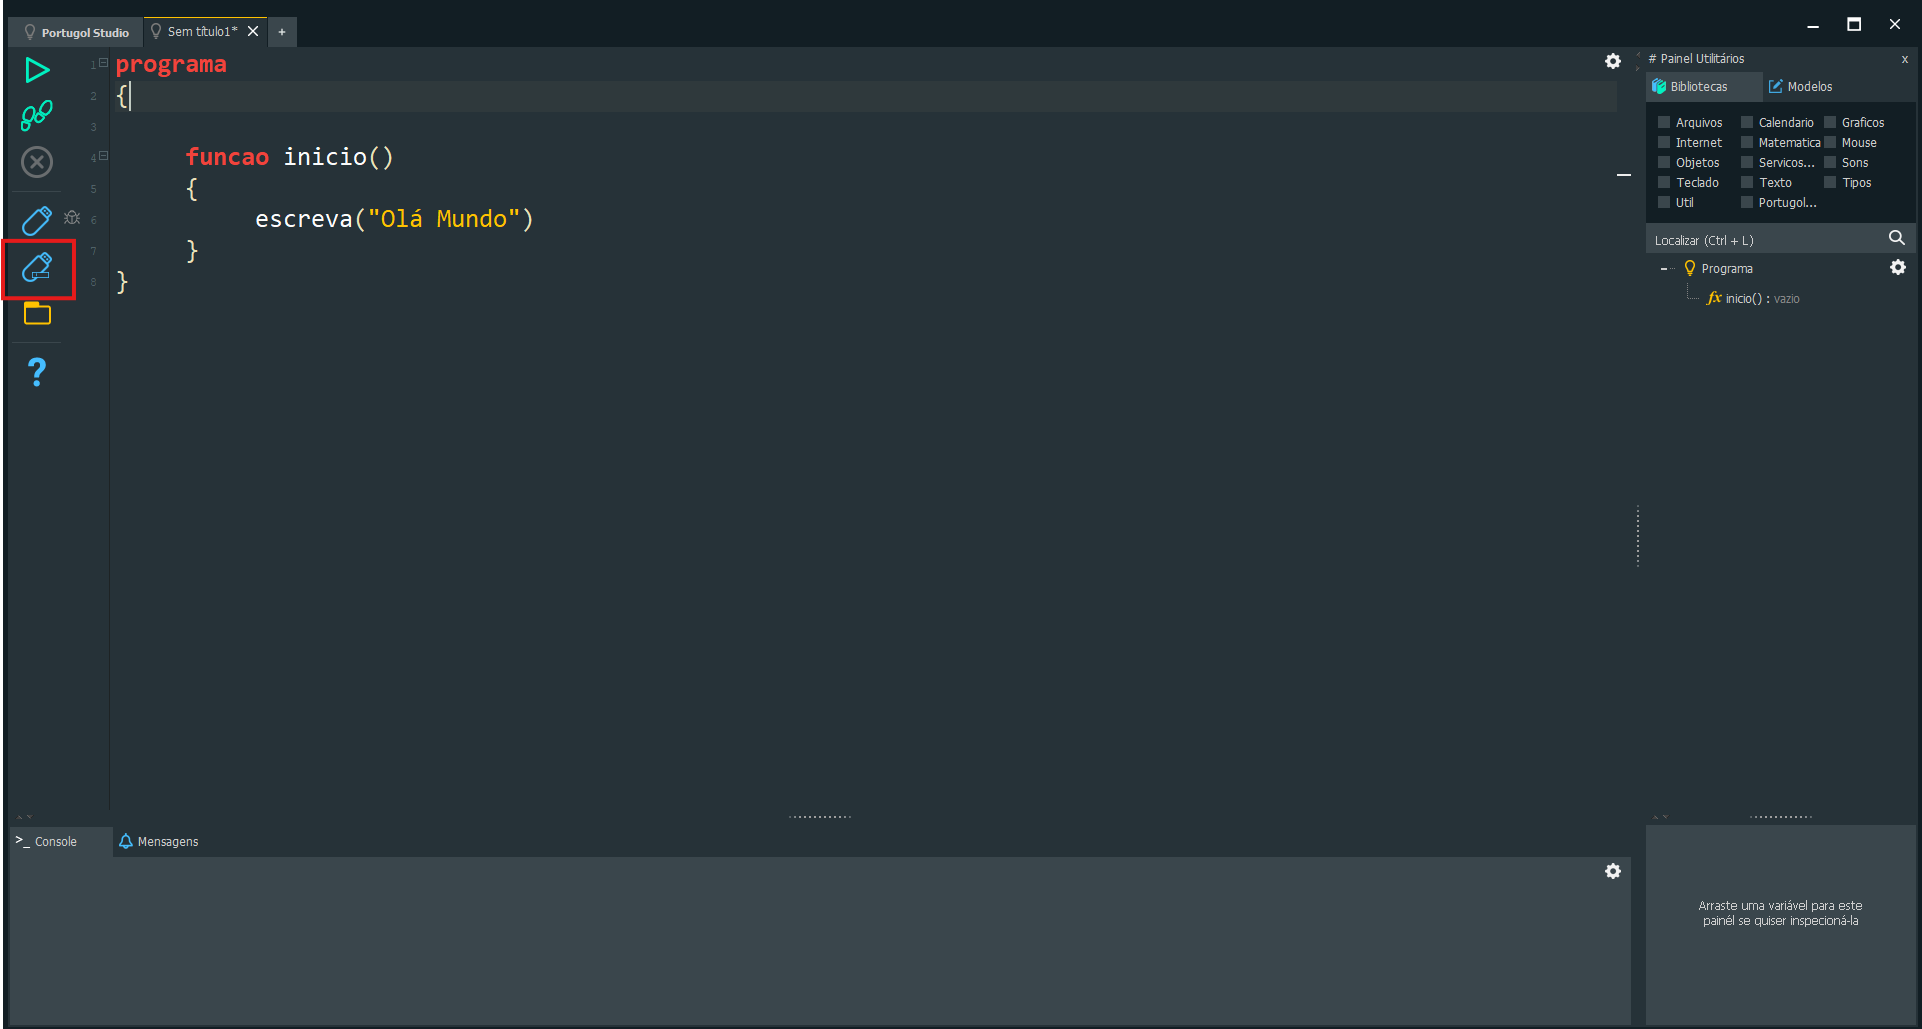 Portugol Studio
Sem título1*
+
1 programa
2 {
3
4 funcao inicio()
5 {
6 escreva("Olá Mundo")
7 }
8 }
?
# Painel Utilitários x
Bibliotecas Modelos
Arquivos Calendario Graficos
Internet Matematica Mouse
Objetos Servicos... Sons
Teclado Texto Tipos
Util Portugol...
Localizar (Ctrl + L)
Programa
fx inicio() : vazio
>_ Console Mensagens
Arraste uma variável para este
painél se quiser inspecioná-la